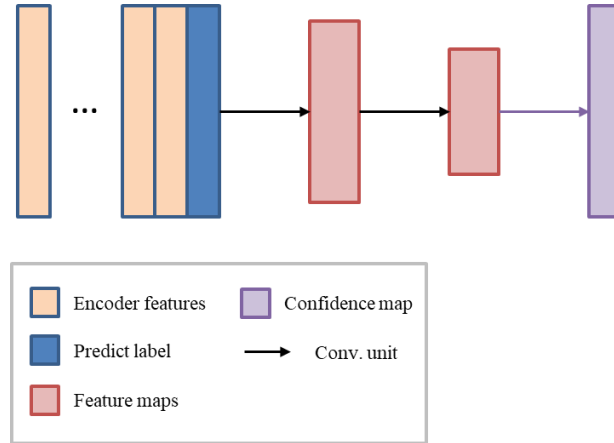 ...
Encoder features
Confidence map
Predict label
Conv. unit
Feature maps